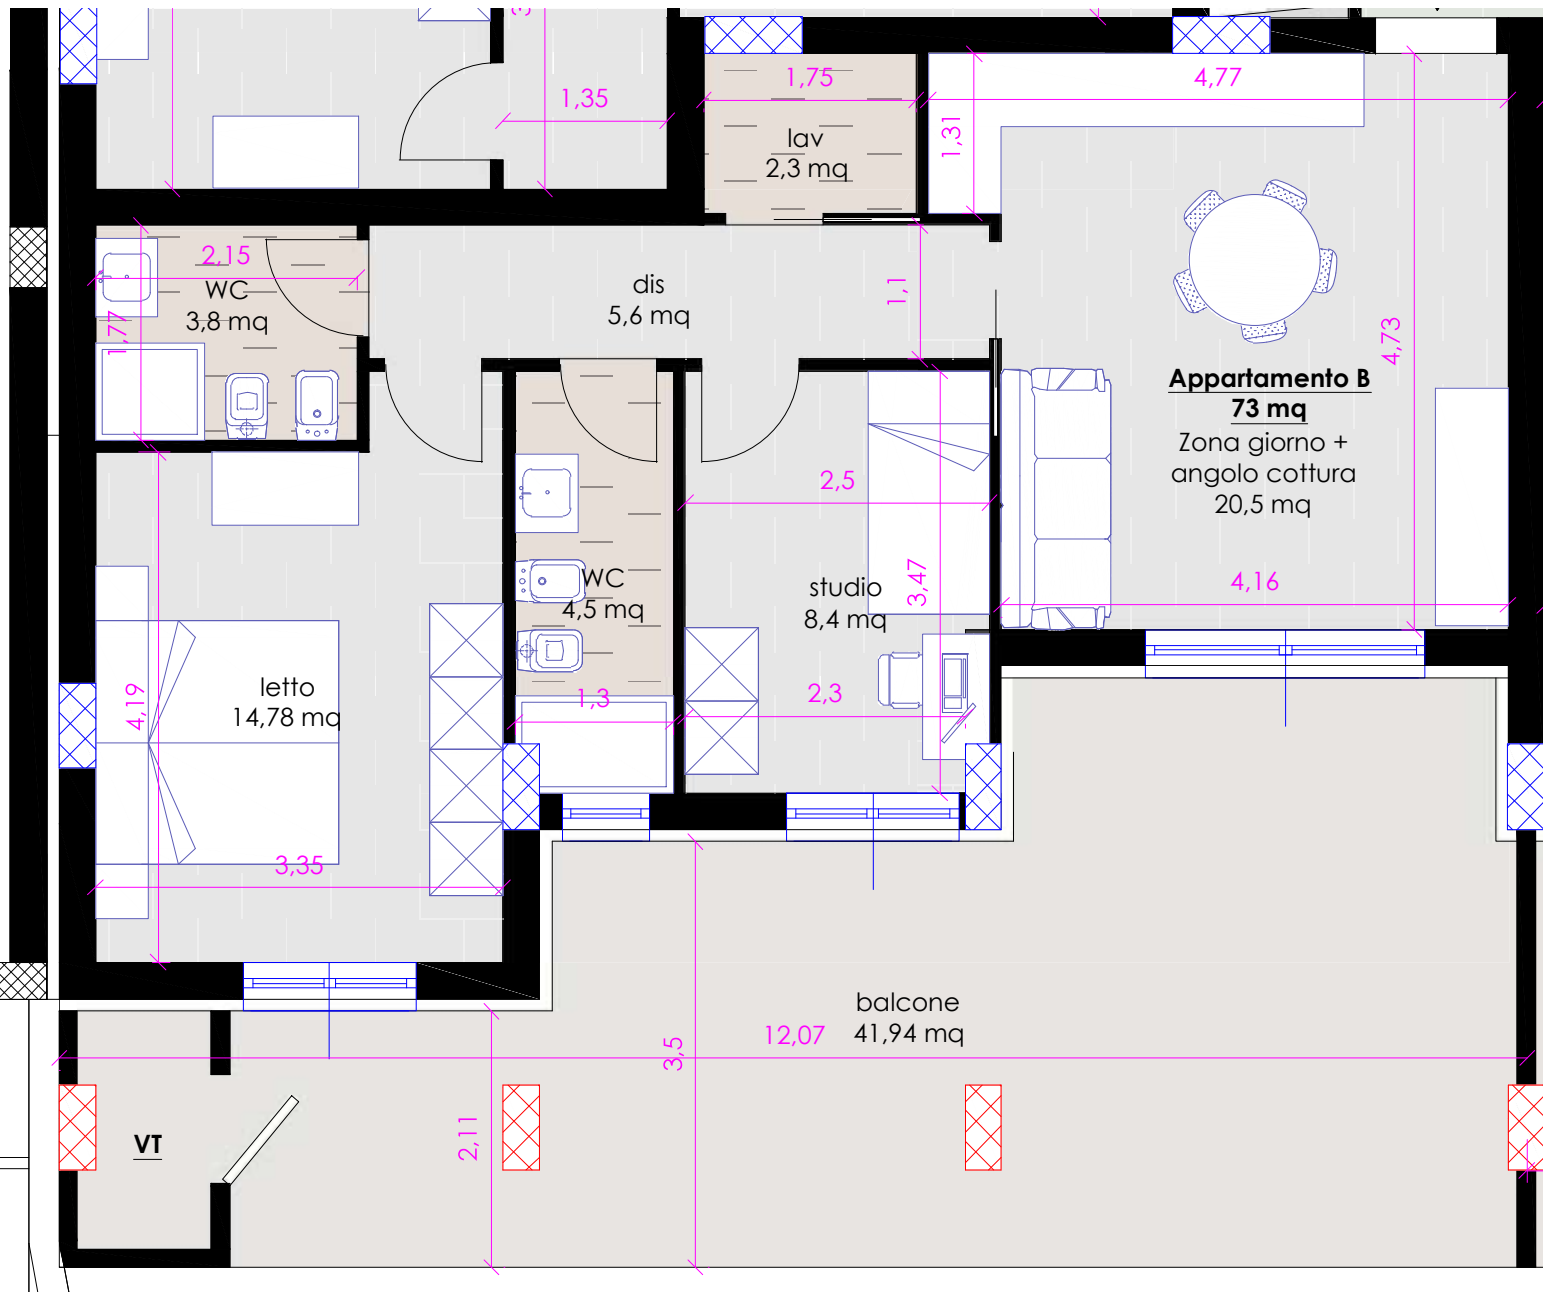 1,35
1,75
4,77
1,31
lav
2,3 mq
2,15
WC
3,8 mq
1,77
dis
5,6 mq
1,1
4,73
Appartamento B
73 mq
Zona giorno +
angolo cottura
20,5 mq
4,16
2,5
3,47
studio
8,4 mq
2,3
WC
4,5 mq
1,3
letto
14,78 mq
4,19
3,35
balcone
41,94 mq
12,07
3,5
2,11
VT